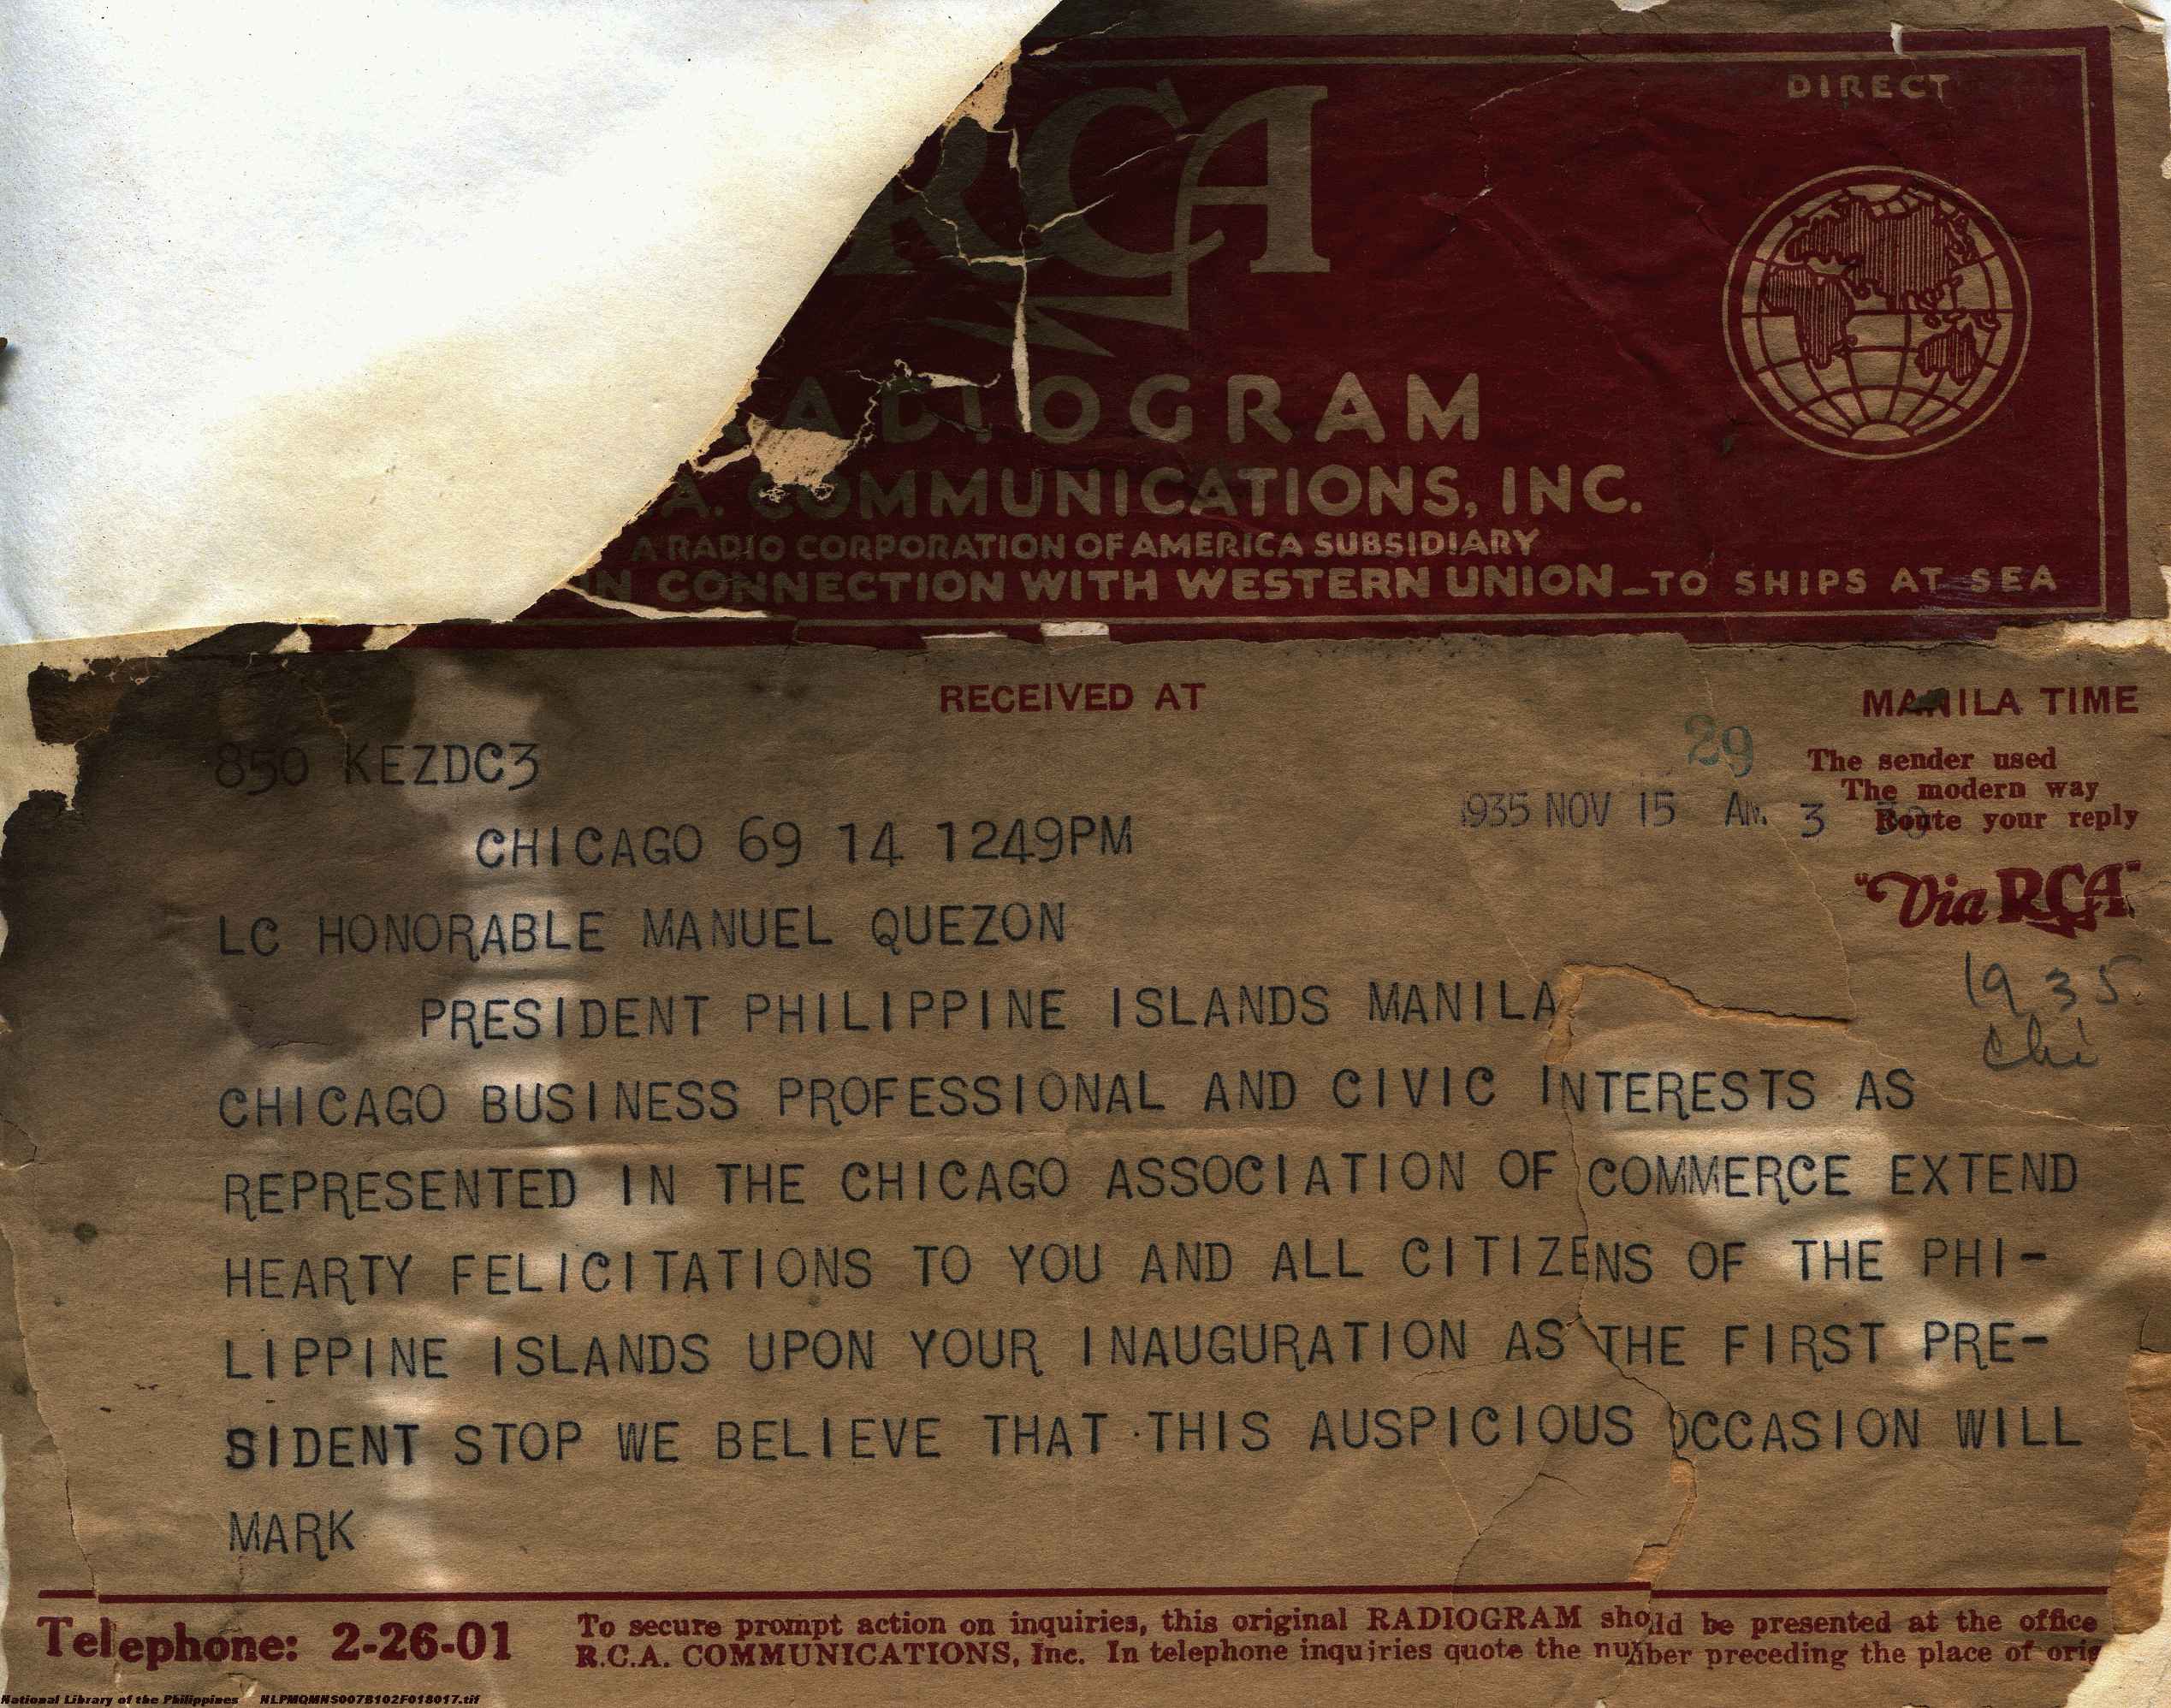 DIRECT
RCA
RADIOGRAM
A. COMMUNICATIONS, INC.
A RADIO CORPORATION OF AMERICA SUBSIDIARY
IN CONNECTION WITH WESTERN UNION—TO SHIPS AT SEA
RECEIVED AT
MANILA TIME
850 KEZDC3
29
The sender used
The modern way
Route your reply
1935 NOV 15 AM 3
CHICAGO 69 14 1249PM
"Via RCA"
LC HONORABLE MANUEL QUEZON
1935
Chi
PRESIDENT PHILIPPINE ISLANDS MANILA
CHICAGO BUSINESS PROFESSIONAL AND CIVIC INTERESTS AS
REPRESENTED IN THE CHICAGO ASSOCIATION OF COMMERCE EXTEND
HEARTY FELICITATIONS TO YOU AND ALL CITIZENS OF THE PHI-
LIPPINE ISLANDS UPON YOUR INAUGURATION AS THE FIRST PRE-
SIDENT STOP WE BELIEVE THAT THIS AUSPICIOUS OCCASION WILL
MARK
Telephone: 2-26-01
To secure prompt action on inquiries, this original RADIOGRAM should be presented at the office
R.C.A. COMMUNICATIONS, Inc. In telephone inquiries quote the number preceding the place of orig
National Library of the Philippines NLPMQMNS007B102F018017.tif